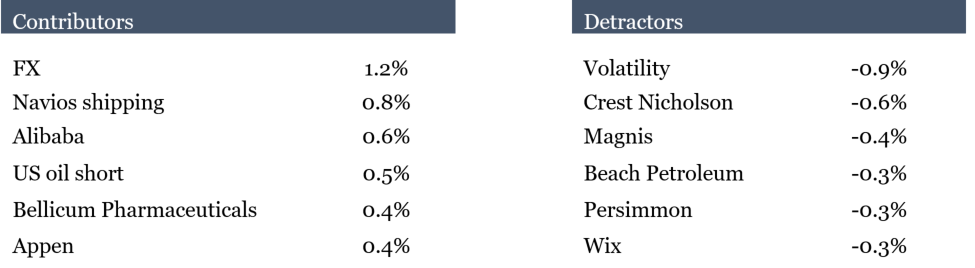 Contributors
FX 1.2%
Navios shipping 0.8%
Alibaba 0.6%
US oil short 0.5%
Bellicum Pharmaceuticals 0.4%
Appen 0.4%
Detractors
Volatility -0.9%
Crest Nicholson -0.6%
Magnis -0.4%
Beach Petroleum -0.3%
Persimmon -0.3%
Wix -0.3%